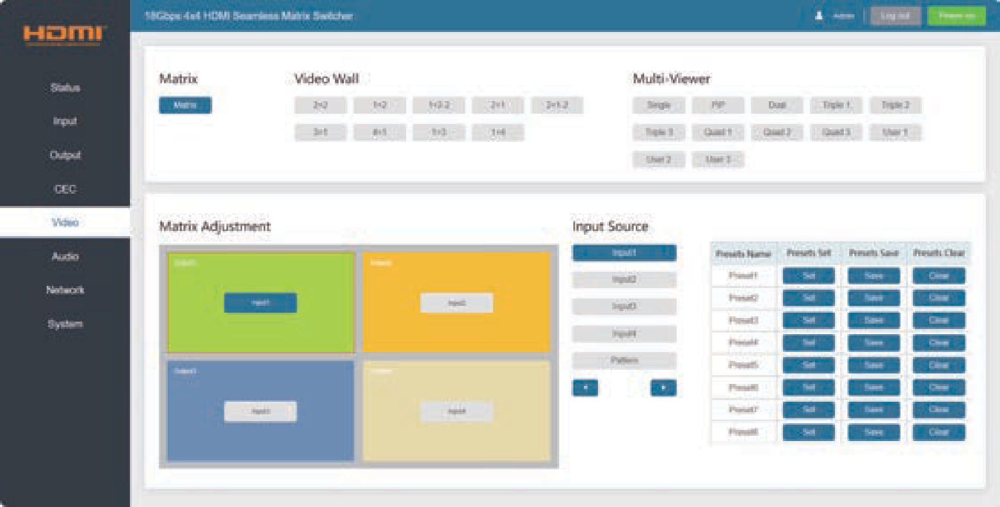 HDMI
18Gbps 4x4 HDMI Seamless Matrix Switcher
Admin
Log out
Power on
Status
Input
Output
CEC
Video
Audio
Network
System
Matrix
Matrix
Video Wall
2×2 1×2 1×2.2 2×1 2×1.2
3×1 4×1 1×3 1×4
Multi-Viewer
Single PIP Dual Triple 1 Triple 2
Triple 3 Quad 1 Quad 2 Quad 3 User 1
User 2 User 3
Matrix Adjustment
Output1
Input1
Input2
Output3
Input3
Input4
Input Source
Input1
Input2
Input3
Input4
Pattern
Presets Name Presets Set Presets Save Presets Clear
Preset1 Set Save Clear
Preset2 Set Save Clear
Preset3 Set Save Clear
Preset4 Set Save Clear
Preset5 Set Save Clear
Preset6 Set Save Clear
Preset7 Set Save Clear
Preset8 Set Save Clear